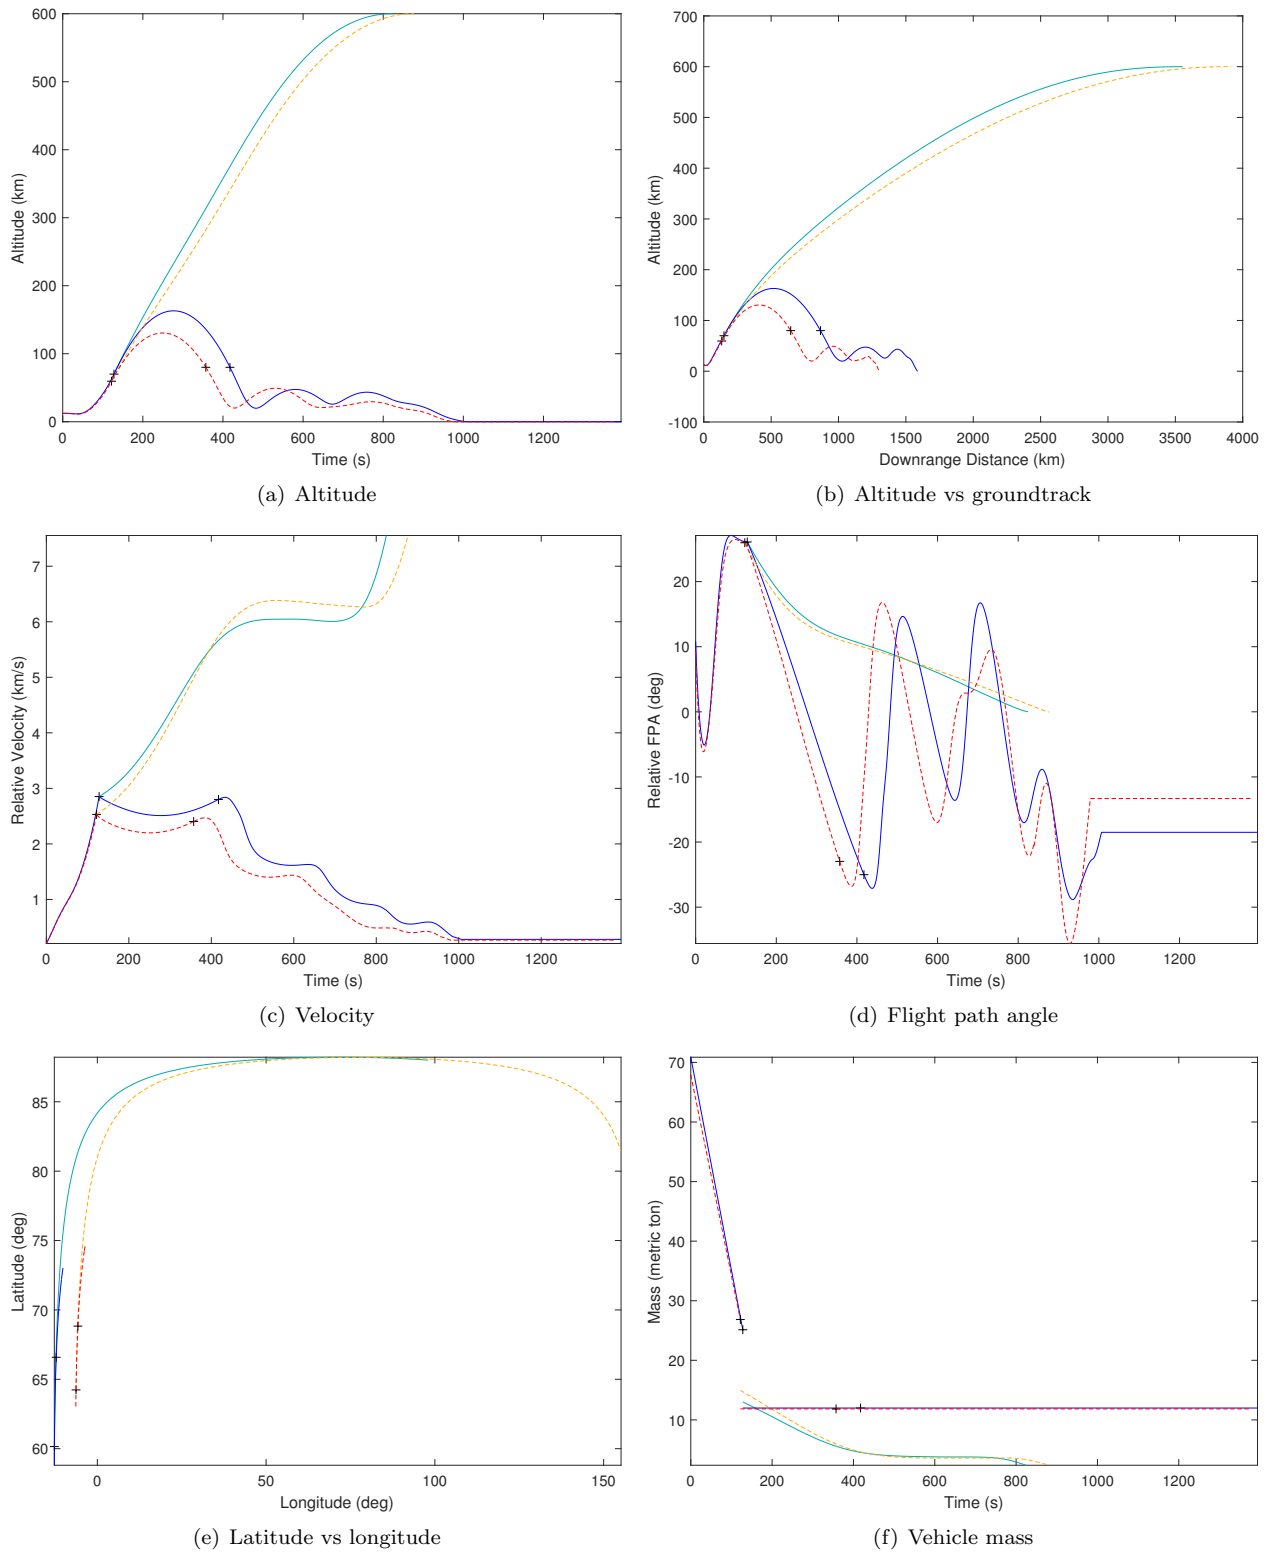 600
500
400
300
200
100
0
0 200 400 600 800 1000 1200
Altitude (km)
Time (s)
(a) Altitude
700
600
500
400
300
200
100
0
-100
0 500 1000 1500 2000 2500 3000 3500 4000
Altitude (km)
Downrange Distance (km)
(b) Altitude vs groundtrack
7
6
5
4
3
2
1
0 200 400 600 800 1000 1200
Relative Velocity (km/s)
Time (s)
(c) Velocity
20
10
0
-10
-20
-30
0 200 400 600 800 1000 1200
Relative FPA (deg)
Time (s)
(d) Flight path angle
85
80
75
70
65
60
0 50 100 150
Latitude (deg)
Longitude (deg)
(e) Latitude vs longitude
70
60
50
40
30
20
10
0 200 400 600 800 1000 1200
Mass (metric ton)
Time (s)
(f) Vehicle mass